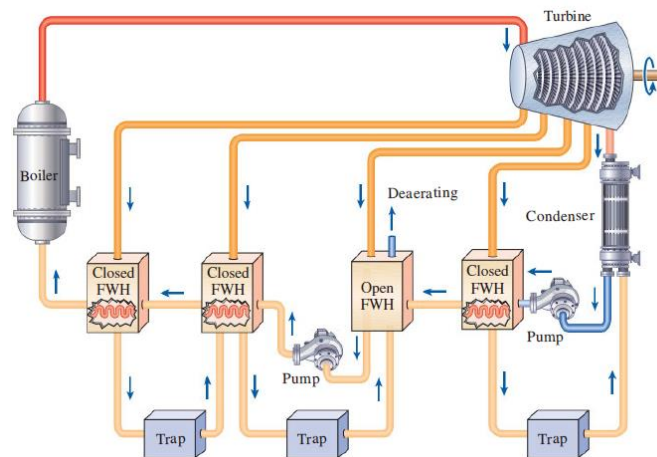 Turbine
Boiler
Deaerating
Condenser
Closed
FWH
Closed
FWH
Open
FWH
Closed
FWH
Pump
Pump
Trap
Trap
Trap